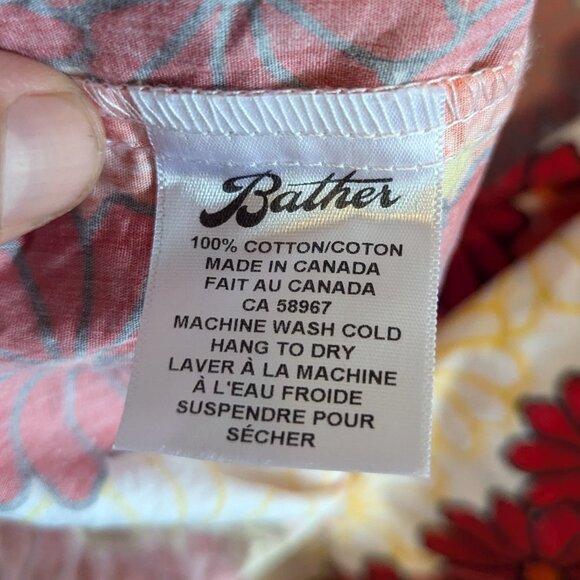 Bather
100% COTTON/COTON
MADE IN CANADA
FAIT AU CANADA
CA 58967
MACHINE WASH COLD
HANG TO DRY
LAVER À LA MACHINE
À L'EAU FROIDE
SUSPENDRE POUR
SÉCHER